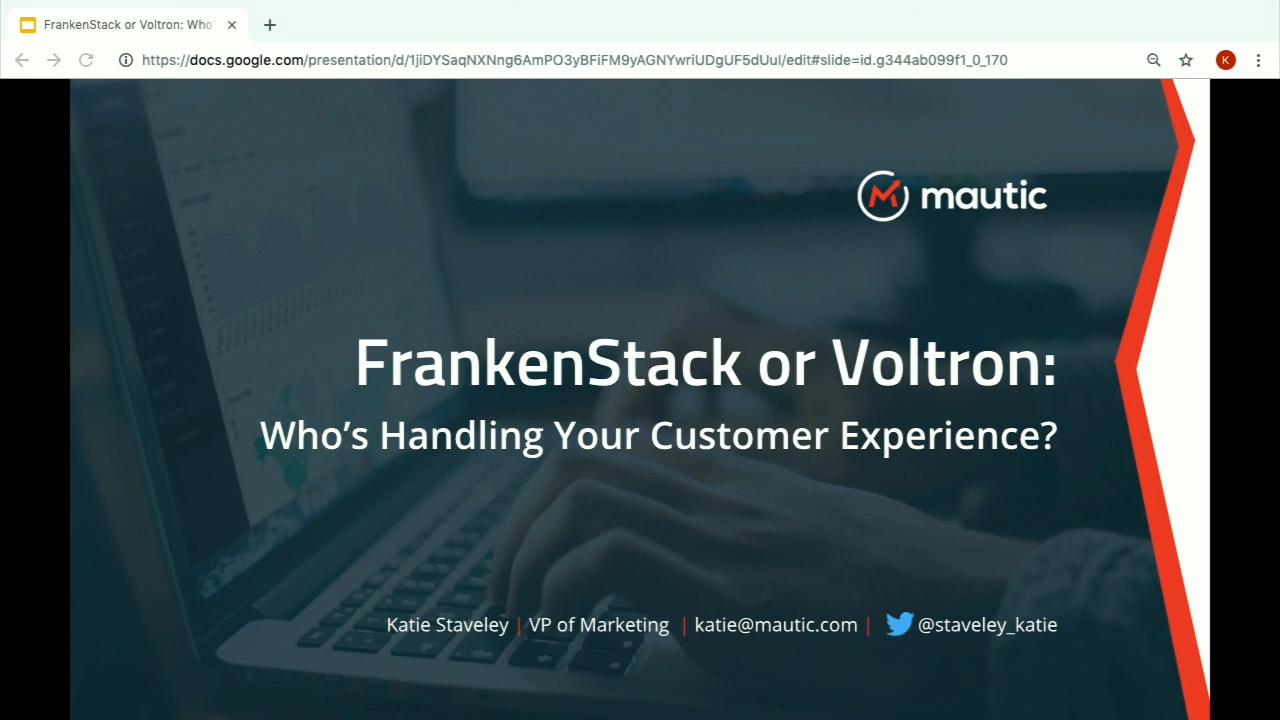 FrankenStack or Voltron: Who
https://docs.google.com/presentation/d/1jiDYSaqNXNng6AmPO3yBFiFM9yAGNYwriUDgUF5dUuI/edit#slide=id.g344ab099f1_0_170
K
mautic
FrankenStack or Voltron:
Who's Handling Your Customer Experience?
Katie Staveley | VP of Marketing | katie@mautic.com | @staveley_katie